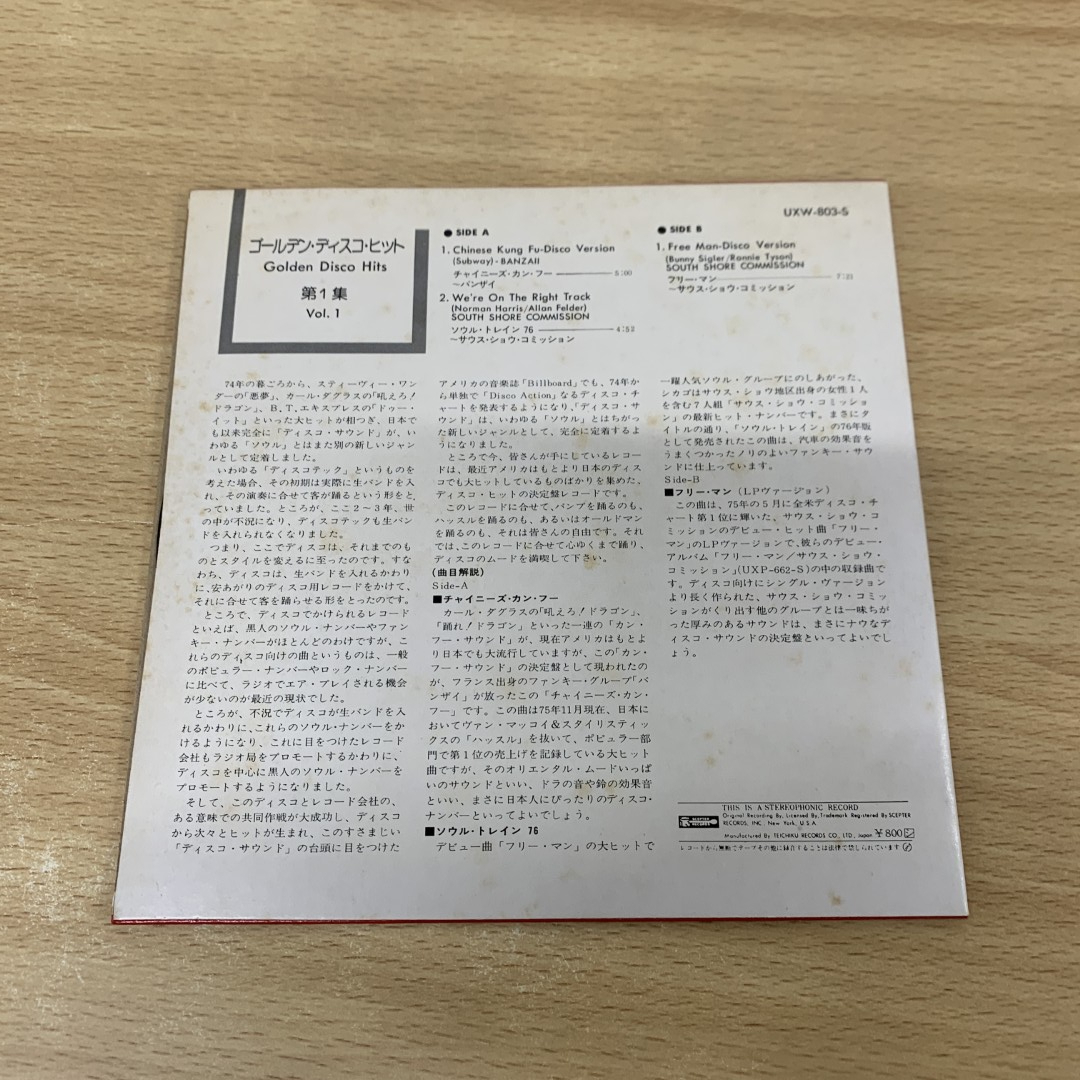 UXW-803-S
ゴールデン・ディスコ・ヒット
Golden Disco Hits
第1集
Vol. 1
● SIDE A
1. Chinese Kung Fu-Disco Version
(Subway) - BANZAII
チャイニーズ・カン・フー 5:00
～バンザイ
2. We're On The Right Track
(Norman Harris/Allan Felder)
SOUTH SHORE COMMISSION
ソウル・トレイン 76 4:52
～サウス・ショウ・コミッション
● SIDE B
1. Free Man-Disco Version
(Bunny Sigler/Ronnie Tyson)
SOUTH SHORE COMMISSION
フリー・マン 7:21
～サウス・ショウ・コミッション
74年の暮ごろから、スティーヴィー・ワン
ダーの「悪夢」、カール・ダグラスの「吼えろ！
ドラゴン」、B,T,エキスプレスの「ドゥー・
イット」といった大ヒットが相つぎ、日本で
も以来完全に「ディスコ・サウンド」が、い
わゆる「ソウル」とはまた別の新しいジャン
ルとして定着しました。
いわゆる「ディスコテック」というものを
考えた場合、その初期は実際に生バンドを入
れ、その演奏に合せて客が踊るという形をと
っていました。ところが、ここ2～3年、世
の中が不況になり、ディスコテックも生バン
ドを入れられなくなりました。
つまり、ここでディスコは、それまでのも
のとスタイルを変えるに至ったのです。すな
わち、ディスコは、生バンドを入れるかわり
に、安あがりのディスコ用レコードをかけて、
それに合せて客を踊らせる形をとったのです。
ところで、ディスコでかけられるレコード
といえば、黒人のソウル・ナンバーやファン
キー・ナンバーがほとんどのわけですが、こ
れらのディスコ向けの曲というものは、一般
のポピュラー・ナンバーやロック・ナンバー
に比べて、ラジオでエア・プレイされる機会
が少ないのが最近の現状でした。
ところが、不況でディスコが生バンドを入
れるかわりに、これらのソウル・ナンバーをか
けるようになり、これに目をつけたレコード
会社もラジオ局をプロモートするかわりに、
ディスコを中心に黒人のソウル・ナンバーを
プロモートするようになりました。
そして、このディスコとレコード会社の、
ある意味での共同作戦が大成功し、ディスコ
から次々とヒットが生まれ、このすさまじい
「ディスコ・サウンド」の台頭に目をつけた
アメリカの音楽誌「Billboard」でも、74年か
ら単独で「Disco Action」なるディスコ・チ
ャートを発表するようになり、「ディスコ・サ
ウンド」は、いわゆる「ソウル」とはちがっ
た新しいジャンルとして、完全に定着するよ
うになりました。
ところで今、皆さんが手にしているレコー
ドは、最近アメリカはもとより日本のディス
コでも大ヒットしているものばかりを集めた、
ディスコ・ヒットの決定盤レコードです。
このレコードに合せて、バンプを踊るのも、
ハッスルを踊るのも、あるいはオールドマン
を踊るのも、それは皆さんの自由です。それ
では、このレコードに合せて心ゆくまで踊り、
ディスコのムードを満喫して下さい。
(曲目解説)
Side-A
■チャイニーズ・カン・フー
カール・ダグラスの「吼えろ！ドラゴン」、
「踊れ！ドラゴン」といった一連の「カン・
フー・サウンド」が、現在アメリカはもとよ
り日本でも大流行していますが、この「カン・
フー・サウンド」の決定盤として現われたの
が、フランス出身のファンキー・グループ「バ
ンザイ」が放ったこの「チャイニーズ・カン・
フー」です。この曲は75年11月現在、日本に
おいてヴァン・マッコイ&スタイリスティッ
クスの「ハッスル」を抜いて、ポピュラー部
門で第1位の売上げを記録している大ヒット
曲ですが、そのオリエンタル・ムードいっぱ
いのサウンドといい、ドラの音や鈴の効果音
といい、まさに日本人にぴったりのディスコ・
ナンバーといってよいでしょう。
■ソウル・トレイン 76
デビュー曲「フリー・マン」の大ヒットで
一躍人気ソウル・グループにのしあがった、
シカゴはサウス・ショウ地区出身の女性1人
を含む7人組「サウス・ショウ・コミッショ
ン」の最新ヒット・ナンバーです。まさにタ
イトルの通り、「ソウル・トレイン」の76年版
として発売されたこの曲は、汽車の効果音を
うまくつかったノリのよいファンキー・サウ
ンドに仕上っています。
Side-B
■フリー・マン（LPヴァージョン）
この曲は、75年の5月に全米ディスコ・チ
ャート第1位に輝いた、サウス・ショウ・コ
ミッションのデビュー・ヒット曲「フリー・
マン」のLPヴァージョンで、彼らのデビュー・
アルバム「フリー・マン／サウス・ショウ・
コミッション」(UXP-662-S)の中の収録曲で
す。ディスコ向けにシングル・ヴァージョン
より長く作られた、サウス・ショウ・コミッ
ションがくり出す他のグループとは一味ちが
った厚みのあるサウンドは、まさにナウなデ
ィスコ・サウンドの決定盤といってよいでし
ょう。
THIS IS A STEREOPHONIC RECORD
SCEPTER RECORDS
Original Recording By, Licensed By, Trademark Registered By SCEPTER
RECORDS, INC., New York, U.S.A.
Manufactured By TEICHIKU RECORDS CO., LTD., Japan ¥800
レコードから無断でテープその他に録音することは法律で禁じられています